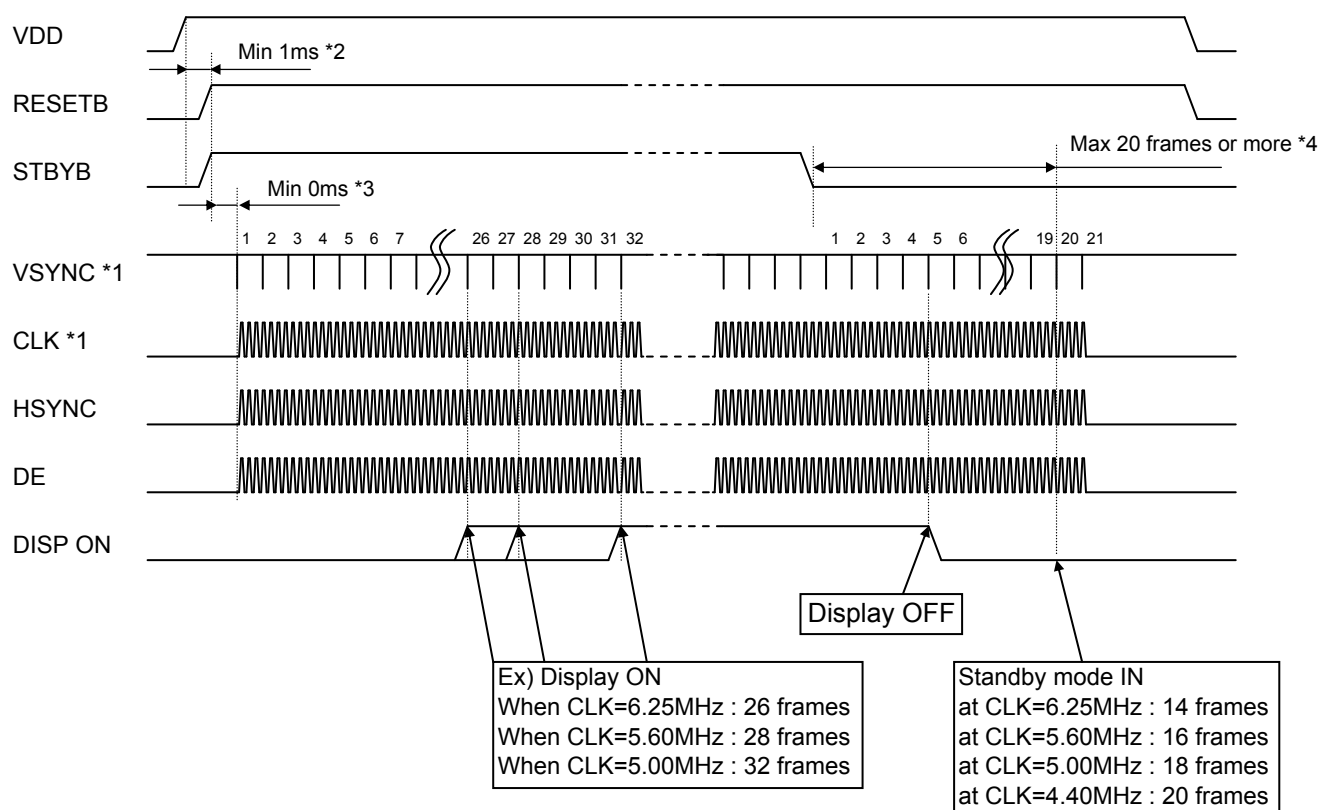 VDD
Min 1ms *2
RESETB
Max 20 frames or more *4
STBYB
Min 0ms *3
1 2 3 4 5 6 7 26 27 28 29 30 31 32 1 2 3 4 5 6 19 20 21
VSYNC *1
CLK *1
HSYNC
DE
DISP ON
Display OFF
Ex) Display ON
When CLK=6.25MHz : 26 frames
When CLK=5.60MHz : 28 frames
When CLK=5.00MHz : 32 frames
Standby mode IN
at CLK=6.25MHz : 14 frames
at CLK=5.60MHz : 16 frames
at CLK=5.00MHz : 18 frames
at CLK=4.40MHz : 20 frames